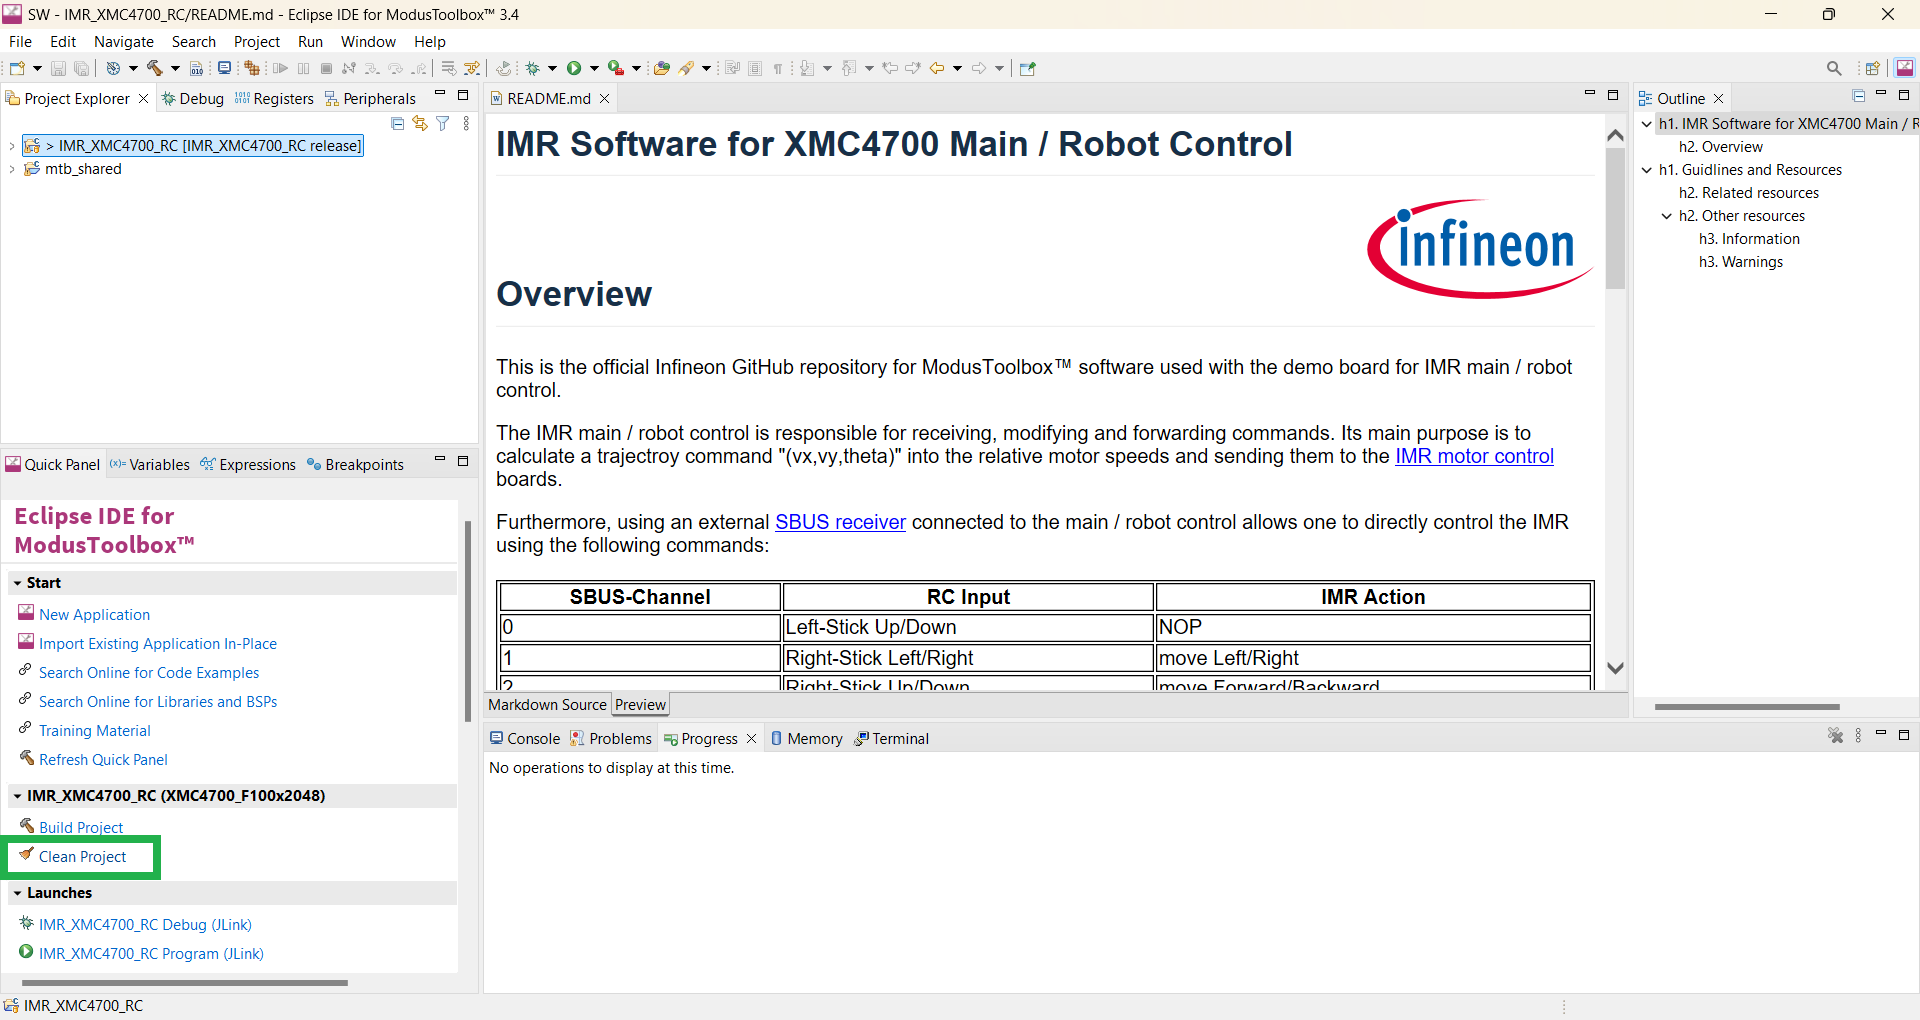 SW - IMR_XMC4700_RC/README.md - Eclipse IDE for ModusToolbox™ 3.4
File Edit Navigate Search Project Run Window Help
Project Explorer Debug Registers Peripherals
> IMR_XMC4700_RC [IMR_XMC4700_RC release]
mtb_shared
Quick Panel (x)= Variables Expressions Breakpoints
Eclipse IDE for
ModusToolbox™
Start
New Application
Import Existing Application In-Place
Search Online for Code Examples
Search Online for Libraries and BSPs
Training Material
Refresh Quick Panel
IMR_XMC4700_RC (XMC4700_F100x2048)
Build Project
Clean Project
Launches
IMR_XMC4700_RC Debug (JLink)
IMR_XMC4700_RC Program (JLink)
IMR_XMC4700_RC
README.md
IMR Software for XMC4700 Main / Robot Control
infineon
Overview
This is the official Infineon GitHub repository for ModusToolbox™ software used with the demo board for IMR main / robot
control.
The IMR main / robot control is responsible for receiving, modifying and forwarding commands. Its main purpose is to
calculate a trajectroy command "(vx,vy,theta)" into the relative motor speeds and sending them to the IMR motor control
boards.
Furthermore, using an external SBUS receiver connected to the main / robot control allows one to directly control the IMR
using the following commands:
SBUS-Channel RC Input IMR Action
0 Left-Stick Up/Down NOP
1 Right-Stick Left/Right move Left/Right
2 Right-Stick Up/Down move Forward/Backward
Markdown Source Preview
Console Problems Progress Memory Terminal
No operations to display at this time.
Outline
h1. IMR Software for XMC4700 Main / R
h2. Overview
h1. Guidlines and Resources
h2. Related resources
h2. Other resources
h3. Information
h3. Warnings